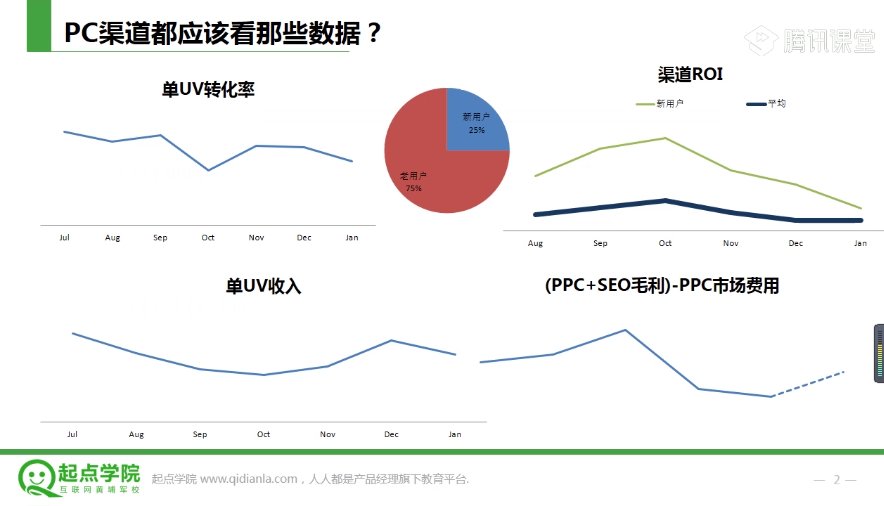 PC渠道都应该看那些数据？
腾讯课堂
单UV转化率
Jul Aug Sep Oct Nov Dec Jan
新用户
25%
老用户
75%
渠道ROI
新用户 平均
Aug Sep Oct Nov Dec Jan
单UV收入
Jul Aug Sep Oct Nov Dec Jan
(PPC+SEO毛利)-PPC市场费用
起点学院
互联网黄埔军校
起点学院 www.qidianla.com，人人都是产品经理旗下教育平台.
— 2 —